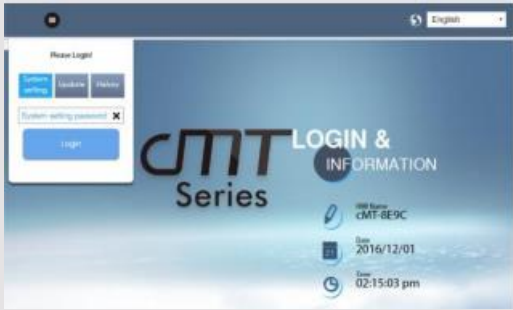 English
Please Login!
System setting
Update
History
System setting password
Login
cMT
Series
LOGIN &
INFORMATION
HMI Name
cMT-8E9C
Date
2016/12/01
Time
02:15:03 pm